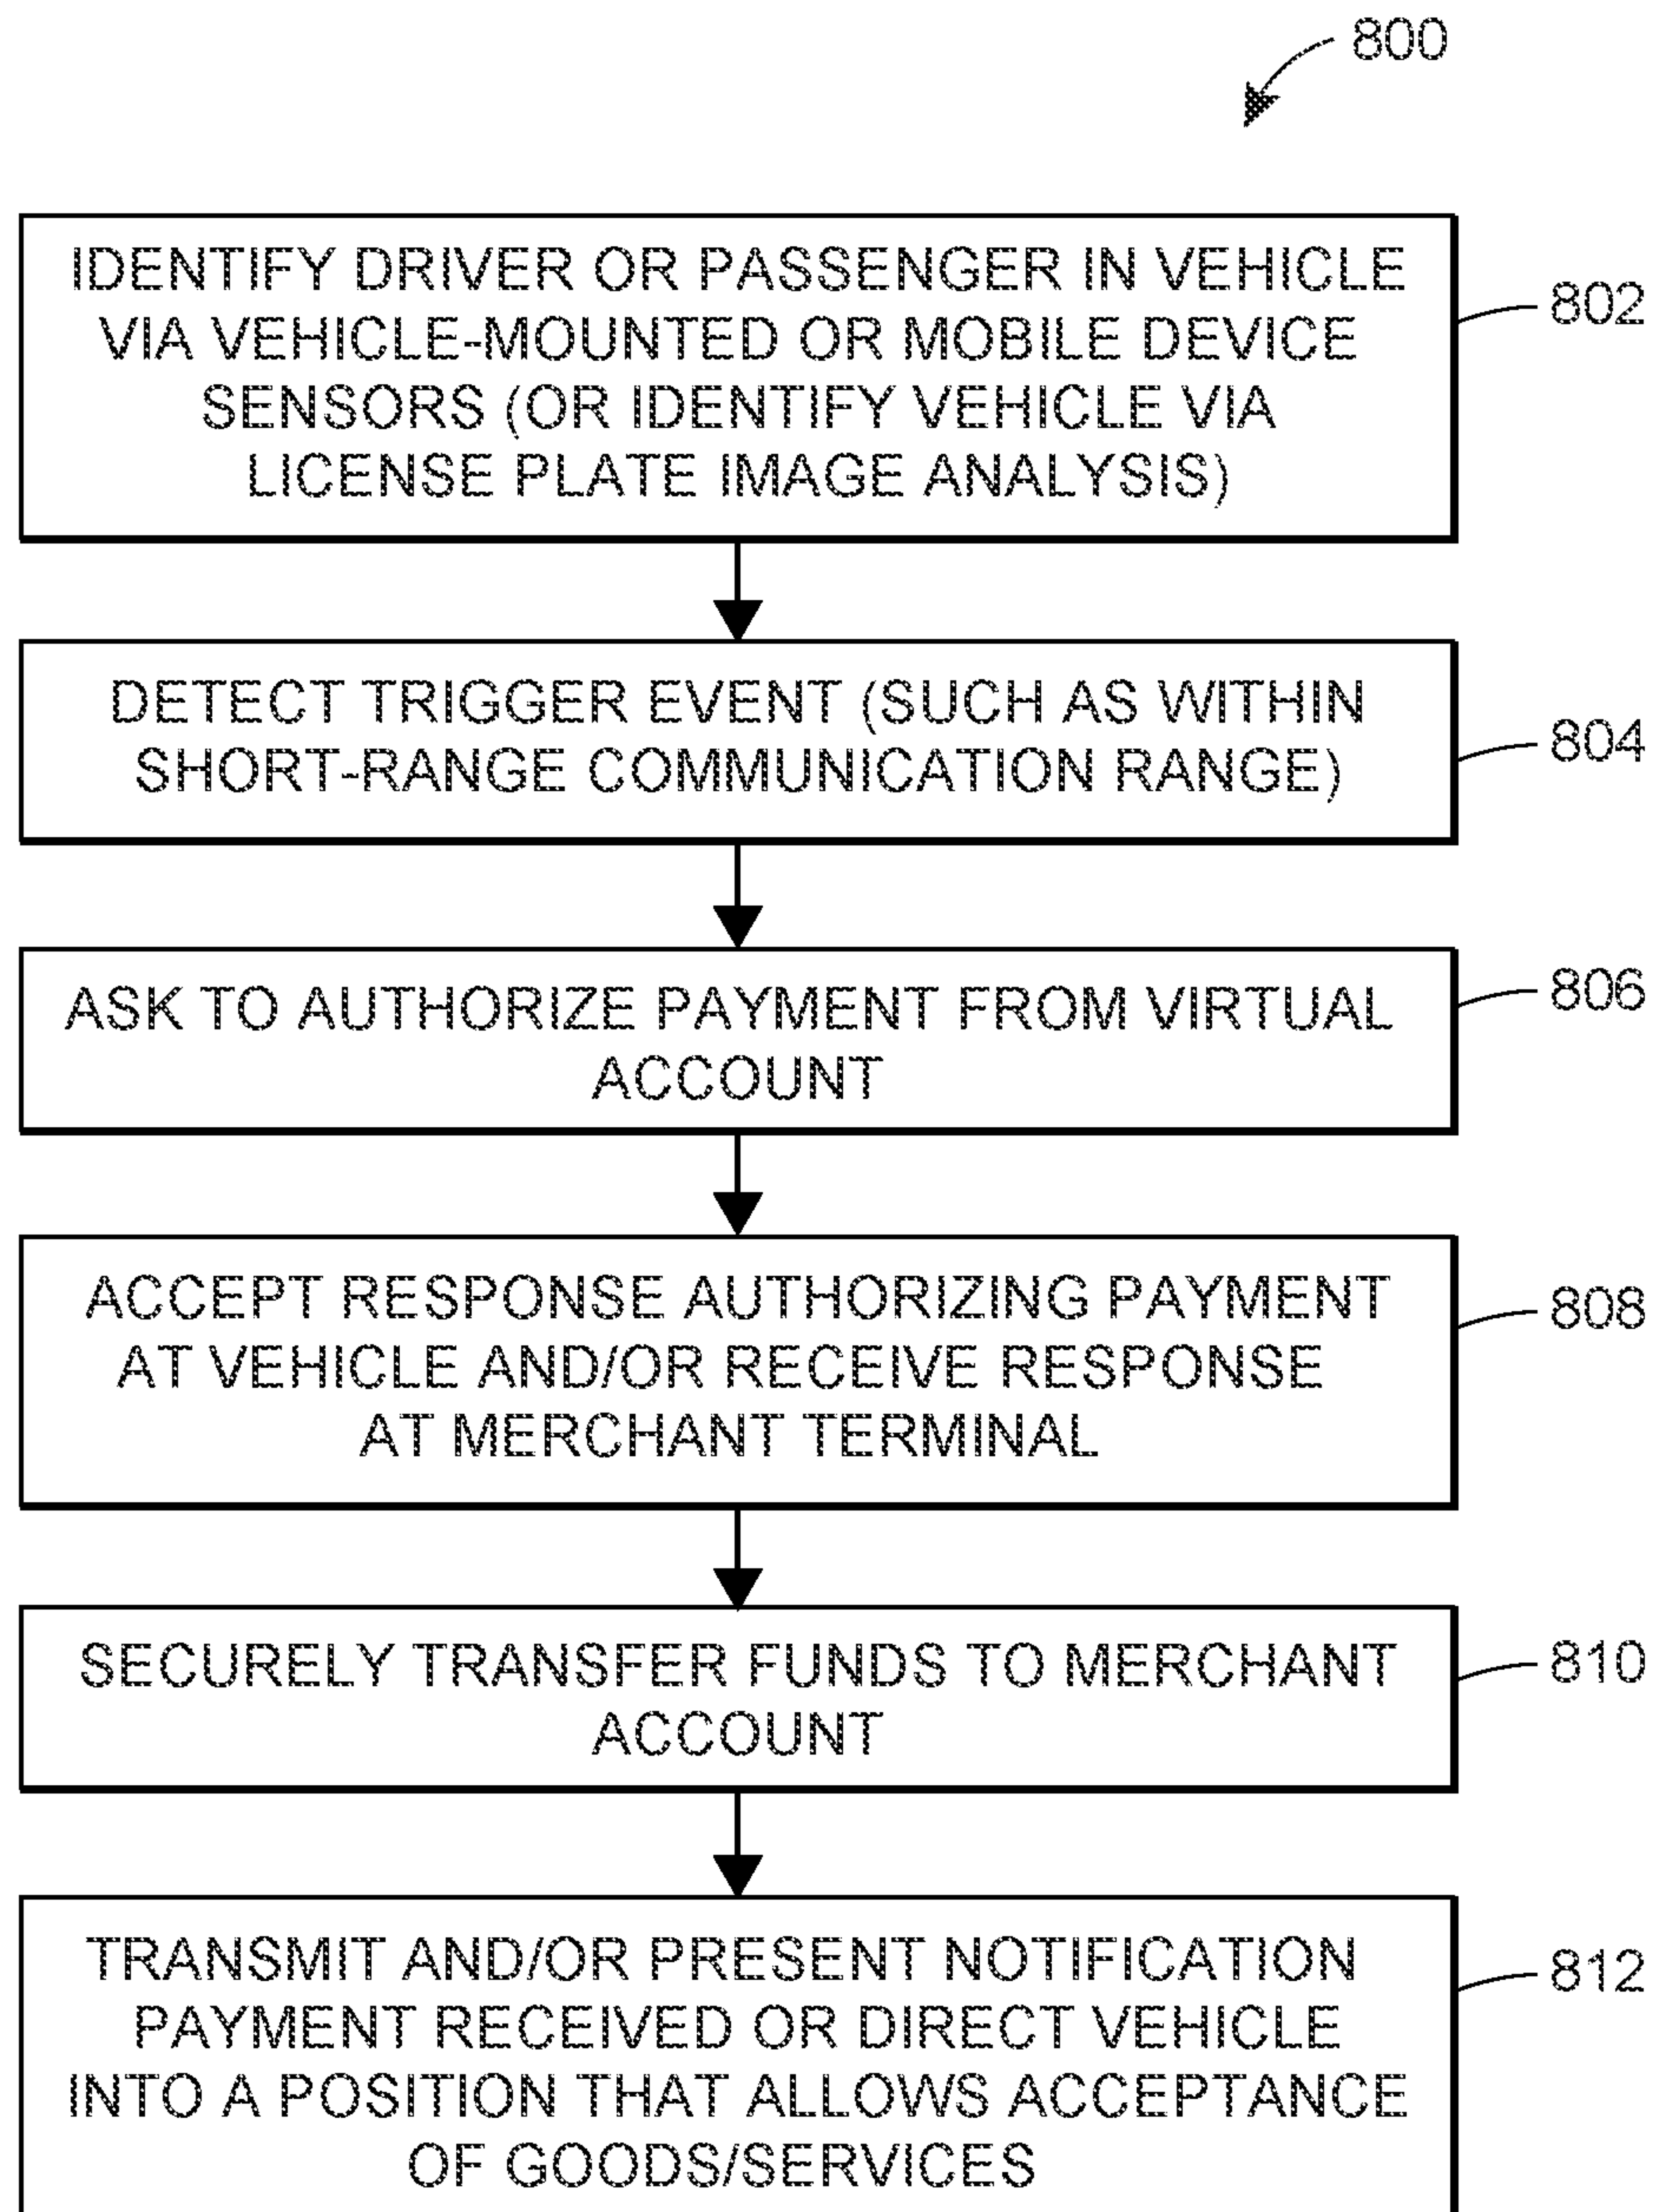 800
IDENTIFY DRIVER OR PASSENGER IN VEHICLE
VIA VEHICLE-MOUNTED OR MOBILE DEVICE
SENSORS (OR IDENTIFY VEHICLE VIA
LICENSE PLATE IMAGE ANALYSIS)
802
DETECT TRIGGER EVENT (SUCH AS WITHIN
SHORT-RANGE COMMUNICATION RANGE)
804
ASK TO AUTHORIZE PAYMENT FROM VIRTUAL
ACCOUNT
806
ACCEPT RESPONSE AUTHORIZING PAYMENT
AT VEHICLE AND/OR RECEIVE RESPONSE
AT MERCHANT TERMINAL
808
SECURELY TRANSFER FUNDS TO MERCHANT
ACCOUNT
810
TRANSMIT AND/OR PRESENT NOTIFICATION
PAYMENT RECEIVED OR DIRECT VEHICLE
INTO A POSITION THAT ALLOWS ACCEPTANCE
OF GOODS/SERVICES
812